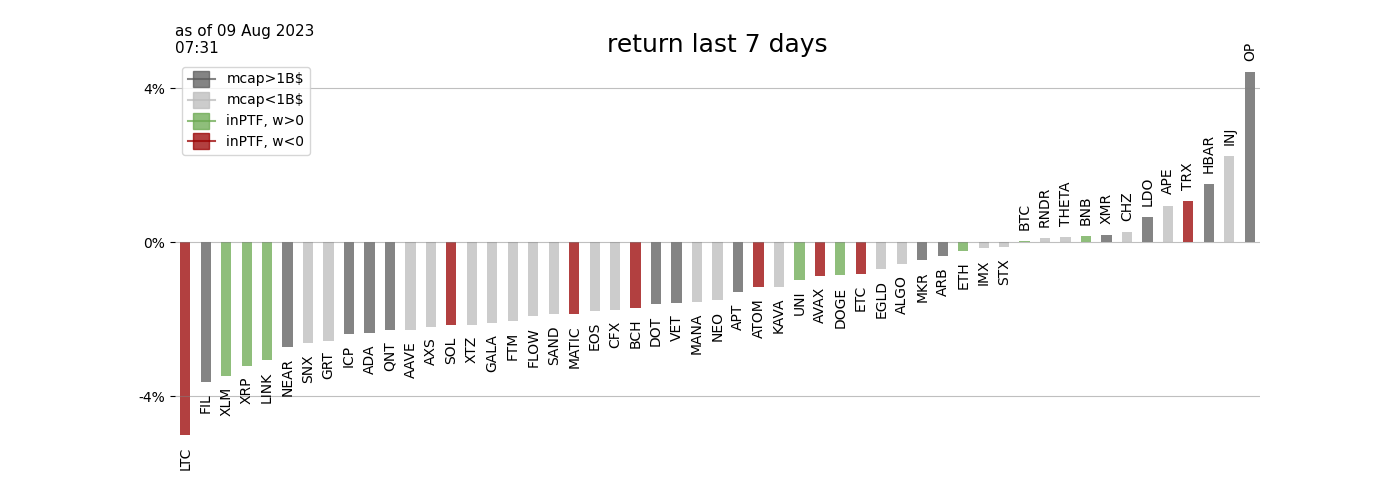 as of 09 Aug 2023
07:31
return last 7 days
mcap>1B$
mcap<1B$
inPTF, w>0
inPTF, w<0
4%
0%
-4%
LTC
FIL
XLM
XRP
LINK
NEAR
SNX
GRT
ICP
ADA
QNT
AAVE
AXS
SOL
XTZ
GALA
FTM
FLOW
SAND
MATIC
EOS
CFX
BCH
DOT
VET
MANA
NEO
APT
ATOM
KAVA
UNI
AVAX
DOGE
ETC
EGLD
ALGO
MKR
ARB
ETH
IMX
STX
BTC
RNDR
THETA
BNB
XMR
CHZ
LDO
APE
TRX
HBAR
INJ
OP